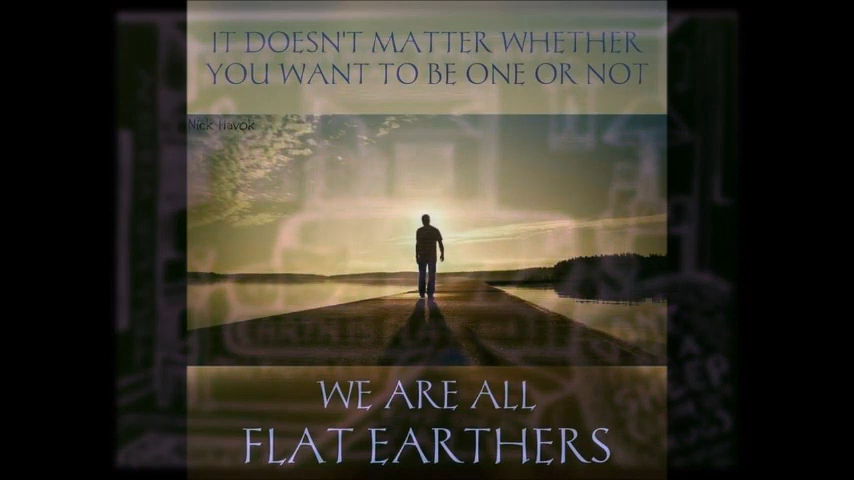 IT DOESN'T MATTER WHETHER
YOU WANT TO BE ONE OR NOT
Nick Havok
WE ARE ALL
FLAT EARTHERS